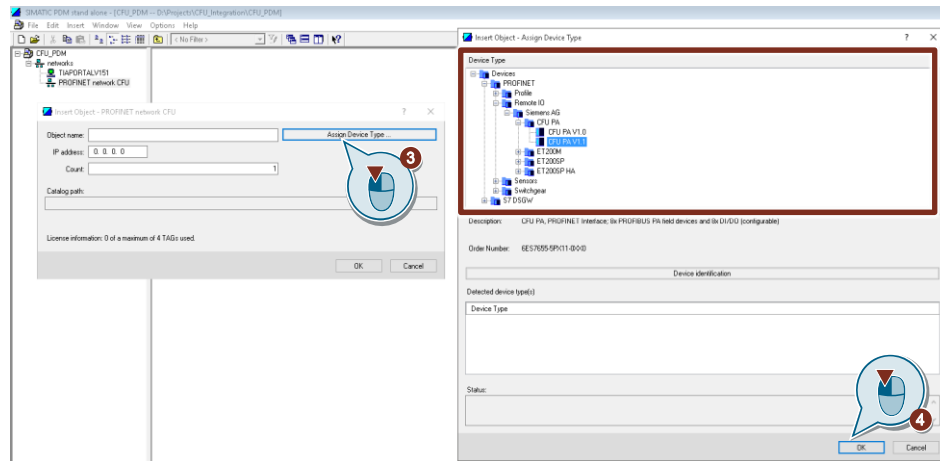 SIMATIC PDM stand alone - [CFU_PDM -- D:\Projects\CFU_Integration\CFU_PDM]
File Edit Insert Window View Options Help
< No Filter >
CFU_PDM
networks
TIAPORTALV151
PROFINET network CFU
Insert Object - PROFINET network CFU
Object name:
Assign Device Type ...
3
IP address: 0. 0. 0. 0
Count: 1
Catalog path:
License information: 0 of a maximum of 4 TAGs used.
OK Cancel
Insert Object - Assign Device Type
Device Type
Devices
PROFINET
Profile
Remote IO
Siemens AG
CFU PA
CFU PA V1.0
CFU PA V1.1
ET200M
ET200SP
ET200SP HA
Sensors
Switchgear
S7 DSGW
Description: CFU PA, PROFINET Interface; 8x PROFIBUS PA field devices and 8x DI/DO (configurable)
Order Number: 6ES7655-5PX11-0XX0
Device identification
Detected device type(s)
Device Type
Status:
4
OK Cancel